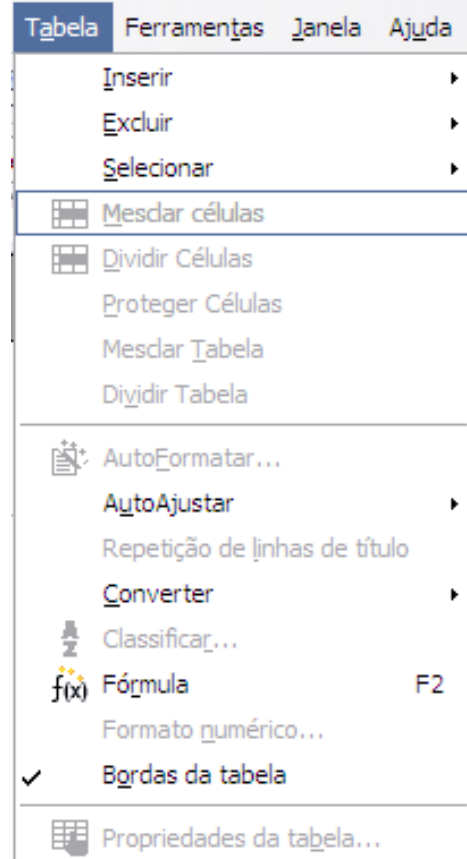 Tabela Ferramentas Janela Ajuda
Inserir
Excluir
Selecionar
Mesclar células
Dividir Células
Proteger Células
Mesclar Tabela
Dividir Tabela
AutoFormatar...
AutoAjustar
Repetição de linhas de título
Converter
A Z Classificar...
f(x) Fórmula F2
Formato numérico...
Bordas da tabela
Propriedades da tabela...